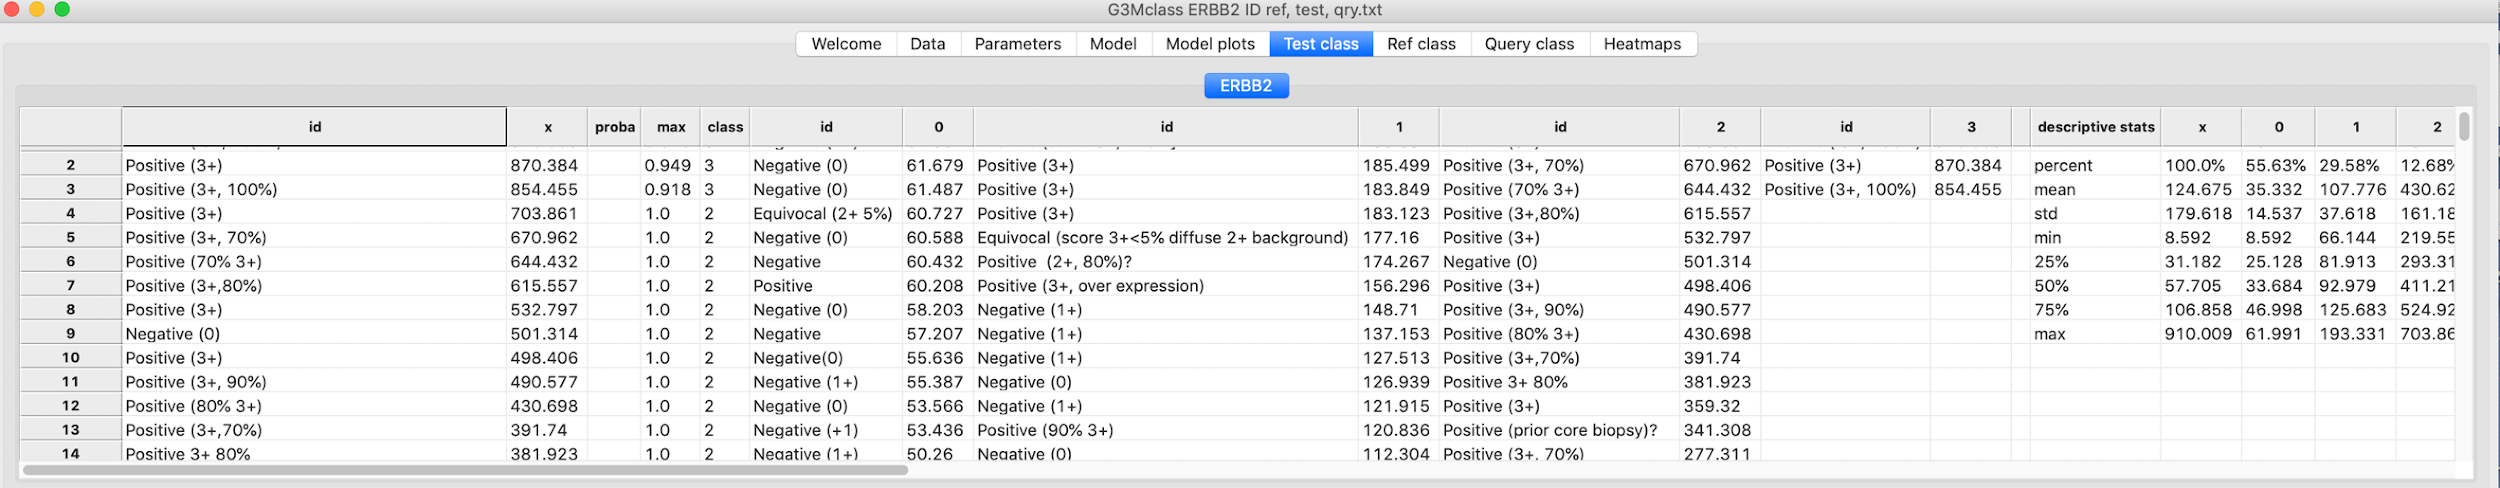 G3Mclass ERBB2 ID ref, test, qry.txt
Welcome Data Parameters Model Model plots Test class Ref class Query class Heatmaps
ERBB2
id x proba max class id 0 id 1 id 2 id 3 descriptive stats x 0 1 2
2 Positive (3+) 870.384 0.949 3 Negative (0) 61.679 Positive (3+) 185.499 Positive (3+, 70%) 670.962 Positive (3+) 870.384 percent 100.0% 55.63% 29.58% 12.68%
3 Positive (3+, 100%) 854.455 0.918 3 Negative (0) 61.487 Positive (3+) 183.849 Positive (70% 3+) 644.432 Positive (3+, 100%) 854.455 mean 124.675 35.332 107.776 430.62
4 Positive (3+) 703.861 1.0 2 Equivocal (2+ 5%) 60.727 Positive (3+) 183.123 Positive (3+,80%) 615.557 std 179.618 14.537 37.618 161.18
5 Positive (3+, 70%) 670.962 1.0 2 Negative (0) 60.588 Equivocal (score 3+<5% diffuse 2+ background) 177.16 Positive (3+) 532.797 min 8.592 8.592 66.144 219.55
6 Positive (70% 3+) 644.432 1.0 2 Negative 60.432 Positive (2+, 80%)? 174.267 Negative (0) 501.314 25% 31.182 25.128 81.913 293.31
7 Positive (3+,80%) 615.557 1.0 2 Positive 60.208 Positive (3+, over expression) 156.296 Positive (3+) 498.406 50% 57.705 33.684 92.979 411.21
8 Positive (3+) 532.797 1.0 2 Negative (0) 58.203 Negative (1+) 148.71 Positive (3+, 90%) 490.577 75% 106.858 46.998 125.683 524.92
9 Negative (0) 501.314 1.0 2 Negative 57.207 Negative (1+) 137.153 Positive (80% 3+) 430.698 max 910.009 61.991 193.331 703.86
10 Positive (3+) 498.406 1.0 2 Negative(0) 55.636 Negative (1+) 127.513 Positive (3+,70%) 391.74
11 Positive (3+, 90%) 490.577 1.0 2 Negative (1+) 55.387 Negative (0) 126.939 Positive 3+ 80% 381.923
12 Positive (80% 3+) 430.698 1.0 2 Negative (0) 53.566 Negative (1+) 121.915 Positive (3+) 359.32
13 Positive (3+,70%) 391.74 1.0 2 Negative (+1) 53.436 Positive (90% 3+) 120.836 Positive (prior core biopsy)? 341.308
14 Positive 3+ 80% 381.923 1.0 2 Negative (1+) 50.26 Negative (0) 112.304 Positive (3+, 70%) 277.311